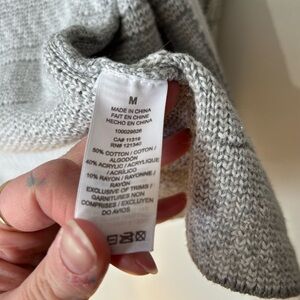 M
MADE IN CHINA
FAIT EN CHINE
HECHO EN CHINA
100029826
CA# 11319
RN# 121340
50% COTTON / COTON /
ALGODÓN
40% ACRYLIC / ACRYLIQUE
/ ACRÍLICO
10% RAYON / RAYONNE /
RAYÓN
EXCLUSIVE OF TRIMS /
GARNITURES NON
COMPRISES / EXCLUYEN
DO AVIOS